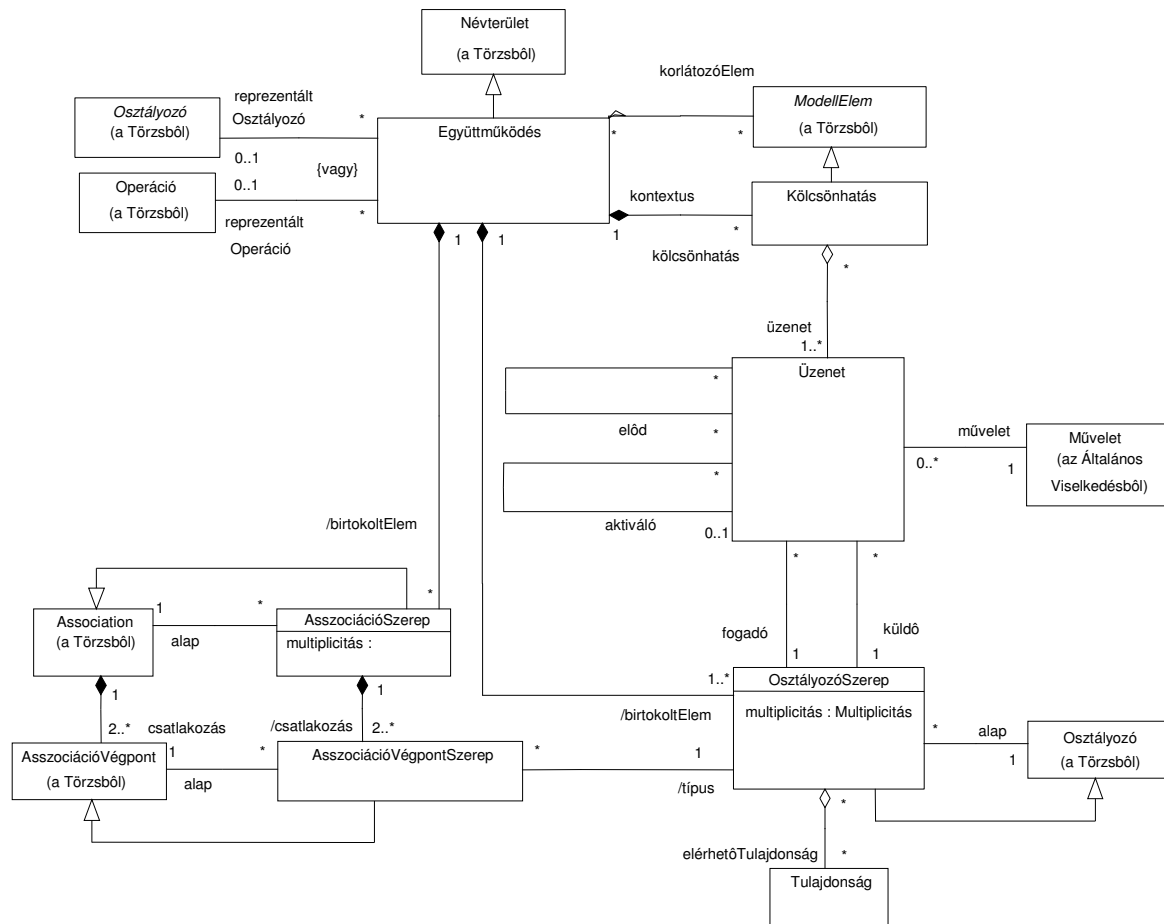 Névterület
(a Törzsbôl)
korlátozóElem
reprezentált
Osztályozó
Osztályozó
(a Törzsbôl)
*
0..1
Együttműködés
*
*
ModellElem
(a Törzsbôl)
{vagy}
Operáció
(a Törzsbôl)
0..1
*
reprezentált
Operáció
kontextus
1
*
kölcsönhatás
Kölcsönhatás
1
1
*
üzenet
1..*
Üzenet
*
elôd
*
*
aktiváló
0..1
művelet
0..*
1
Művelet
(az Általános
Viselkedésbôl)
/birtokoltElem
*
*
*
fogadó
küldô
1
1
Association
(a Törzsbôl)
1
*
alap
AsszociációSzerep
multiplicitás :
1
1
2..*
csatlakozás
/csatlakozás
2..*
1..*
/birtokoltElem
OsztályozóSzerep
multiplicitás : Multiplicitás
*
alap
1
Osztályozó
(a Törzsbôl)
AsszociációVégpont
(a Törzsbôl)
1
*
alap
AsszociációVégpontSzerep
*
1
/típus
*
elérhetôTulajdonság
*
Tulajdonság